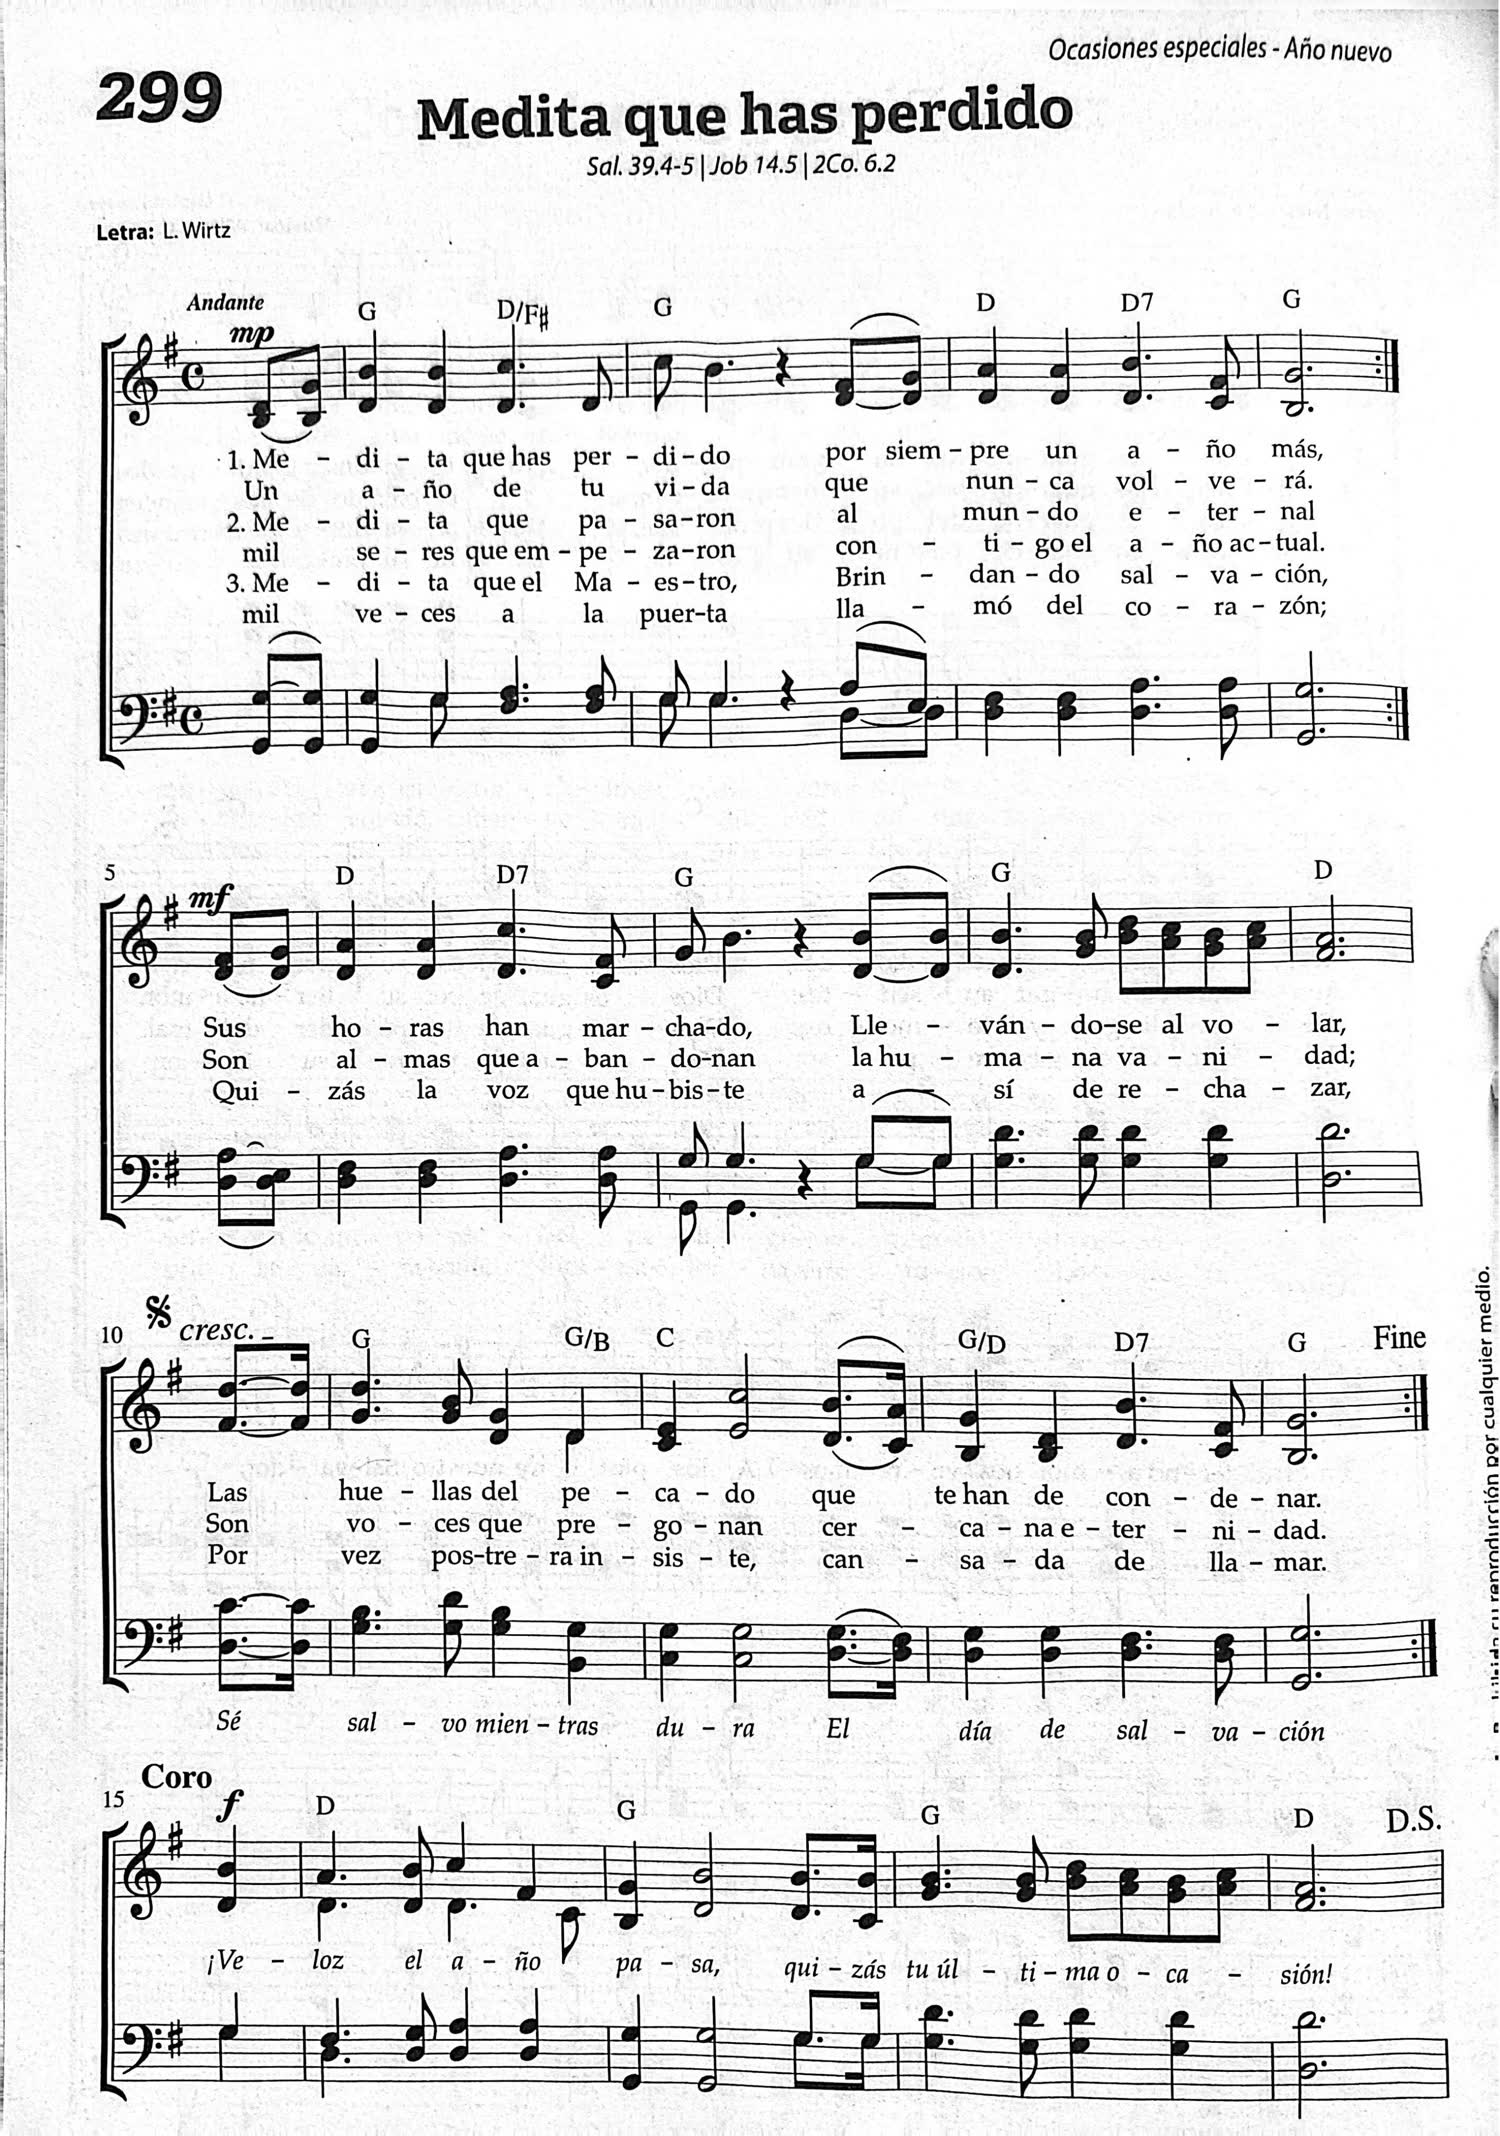 Ocasiones especiales - Año nuevo
299
Medita que has perdido
Sal. 39.4-5 | Job 14.5 | 2Co. 6.2
Letra: L. Wirtz
Andante
mp
G D/F# G D D7 G
1. Me - di - ta que has per - di - do por siem - pre un a - ño más,
Un a - ño de tu vi - da que nun - ca vol - ve - rá.
2. Me - di - ta que pa - sa - ron al mun - do e - ter - nal
mil se - res que em - pe - za - ron con - ti - go el a - ño ac - tual.
3. Me - di - ta que el Ma - es - tro, Brin - dan - do sal - va - ción,
mil ve - ces a la puer - ta lla - mó del co - ra - zón;
5
mf
D D7 G G D
Sus ho - ras han mar - cha - do, Lle - ván - do - se al vo - lar,
Son al - mas que a - ban - do - nan la hu - ma - na va - ni - dad;
Qui - zás la voz que hu - bis - te a - sí de re - cha - zar,
10
cresc. -
G G/B C G/D D7 G Fine
Las hue - llas del pe - ca - do que te han de con - de - nar.
Son vo - ces que pre - go - nan cer - ca - na e - ter - ni - dad.
Por vez pos - tre - ra in - sis - te, can - sa - da de lla - mar.
Sé sal - vo mien - tras du - ra El día de sal - va - ción
Coro
15
f
D G G D D.S.
¡Ve - loz el a - ño pa - sa, qui - zás tu úl - ti - ma o - ca - sión!
su reproducción por cualquier medio.